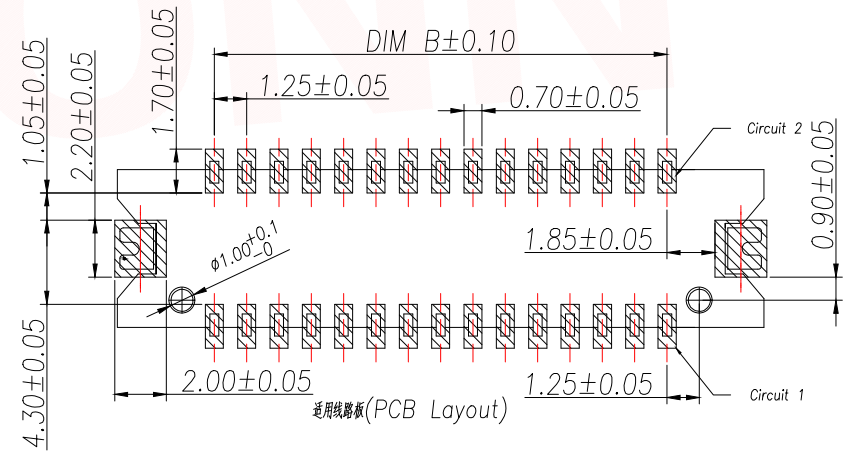 DIM B±0.10
1.25±0.05
0.70±0.05
1.70±0.05
1.05±0.05
2.20±0.05
Circuit 2
0.90±0.05
1.85±0.05
ø1.00+0.1
-0
4.30±0.05
2.00±0.05
1.25±0.05
Circuit 1
适用线路板(PCB Layout)